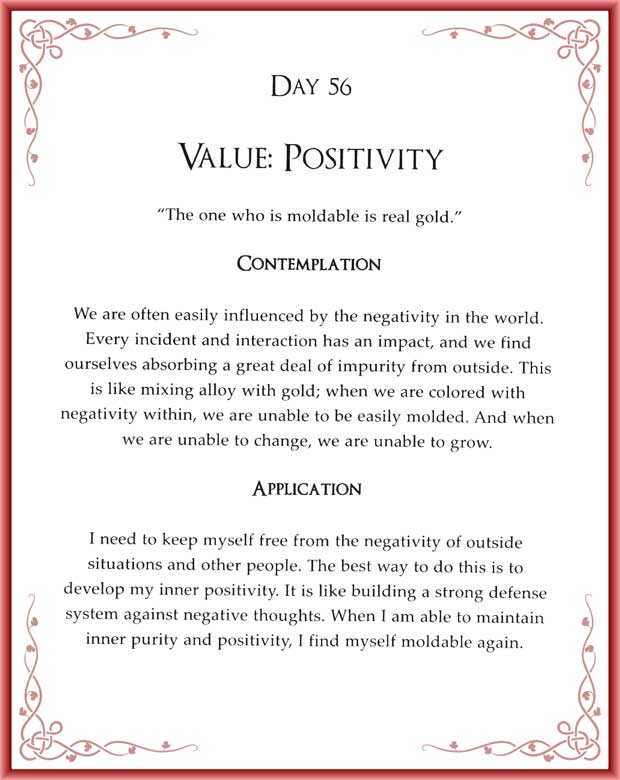 Day 56
Value: Positivity
“The one who is moldable is real gold.”
Contemplation
We are often easily influenced by the negativity in the world.
Every incident and interaction has an impact, and we find
ourselves absorbing a great deal of impurity from outside. This
is like mixing alloy with gold; when we are colored with
negativity within, we are unable to be easily molded. And when
we are unable to change, we are unable to grow.
Application
I need to keep myself free from the negativity of outside
situations and other people. The best way to do this is to
develop my inner positivity. It is like building a strong defense
system against negative thoughts. When I am able to maintain
inner purity and positivity, I find myself moldable again.